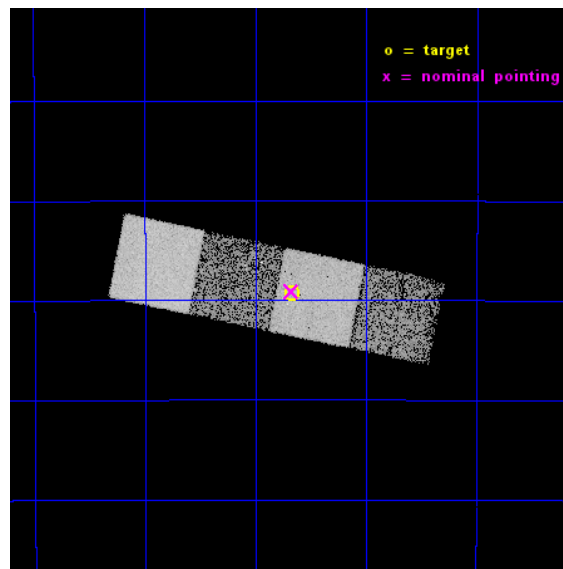 o = target
x = nominal pointing